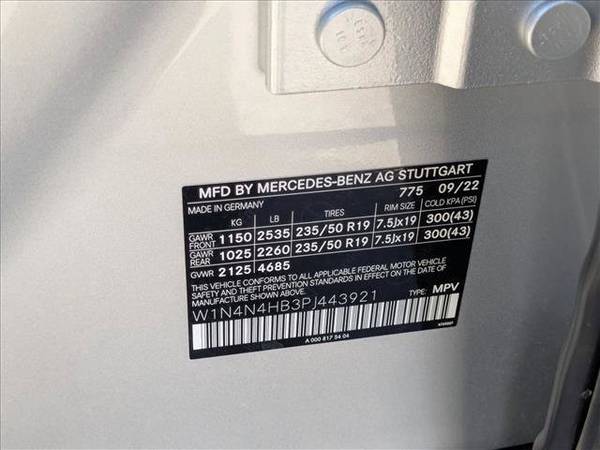 MFD BY MERCEDES-BENZ AG STUTTGART
MADE IN GERMANY 775 09/22
KG LB TIRES RIM SIZE COLD KPA (PSI)
GAWR FRONT 1150 2535 235/50 R19 7.5Jx19 300(43)
GAWR REAR 1025 2260 235/50 R19 7.5Jx19 300(43)
GVWR 2125 4685
THIS VEHICLE CONFORMS TO ALL APPLICABLE FEDERAL MOTOR VEHICLE
SAFETY BUMPER, AND THEFT PREVENTION STANDARDS IN EFFECT ON THE DATE OF
MANUFACTURE SHOWN ABOVE.
W1N4N4HB3PJ443921 TYPE: MPV
A 000 817 54 04